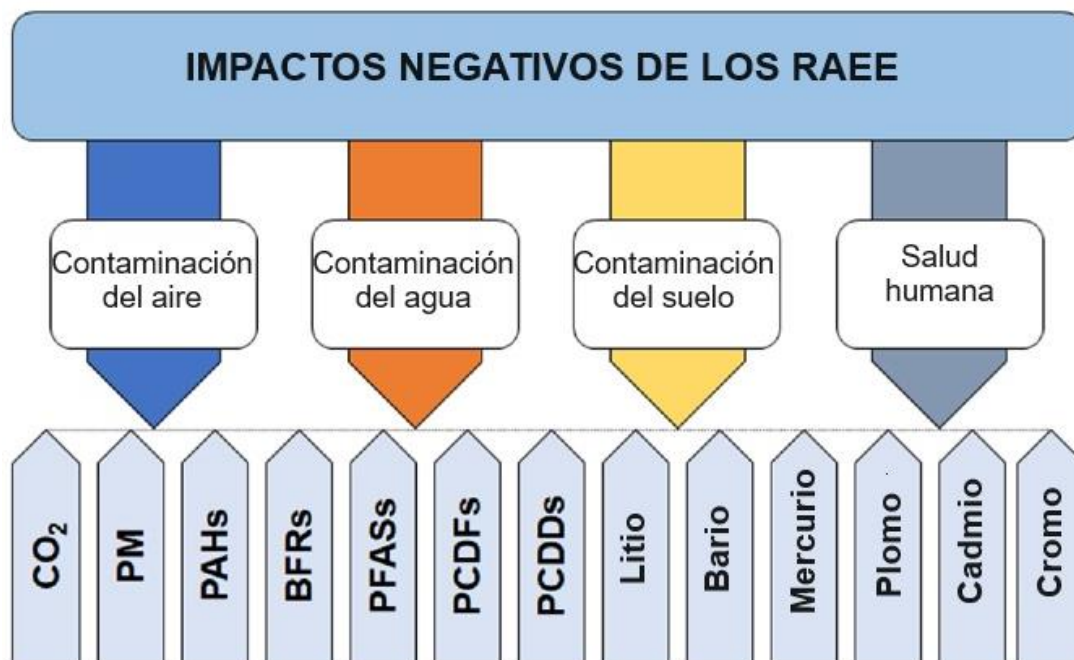 IMPACTOS NEGATIVOS DE LOS RAEE
Contaminación
del aire
Contaminación
del agua
Contaminación
del suelo
Salud
humana
CO₂
PM
PAHs
BFRs
PFASs
PCDFs
PCDDs
Litio
Bario
Mercurio
Plomo
Cadmio
Cromo